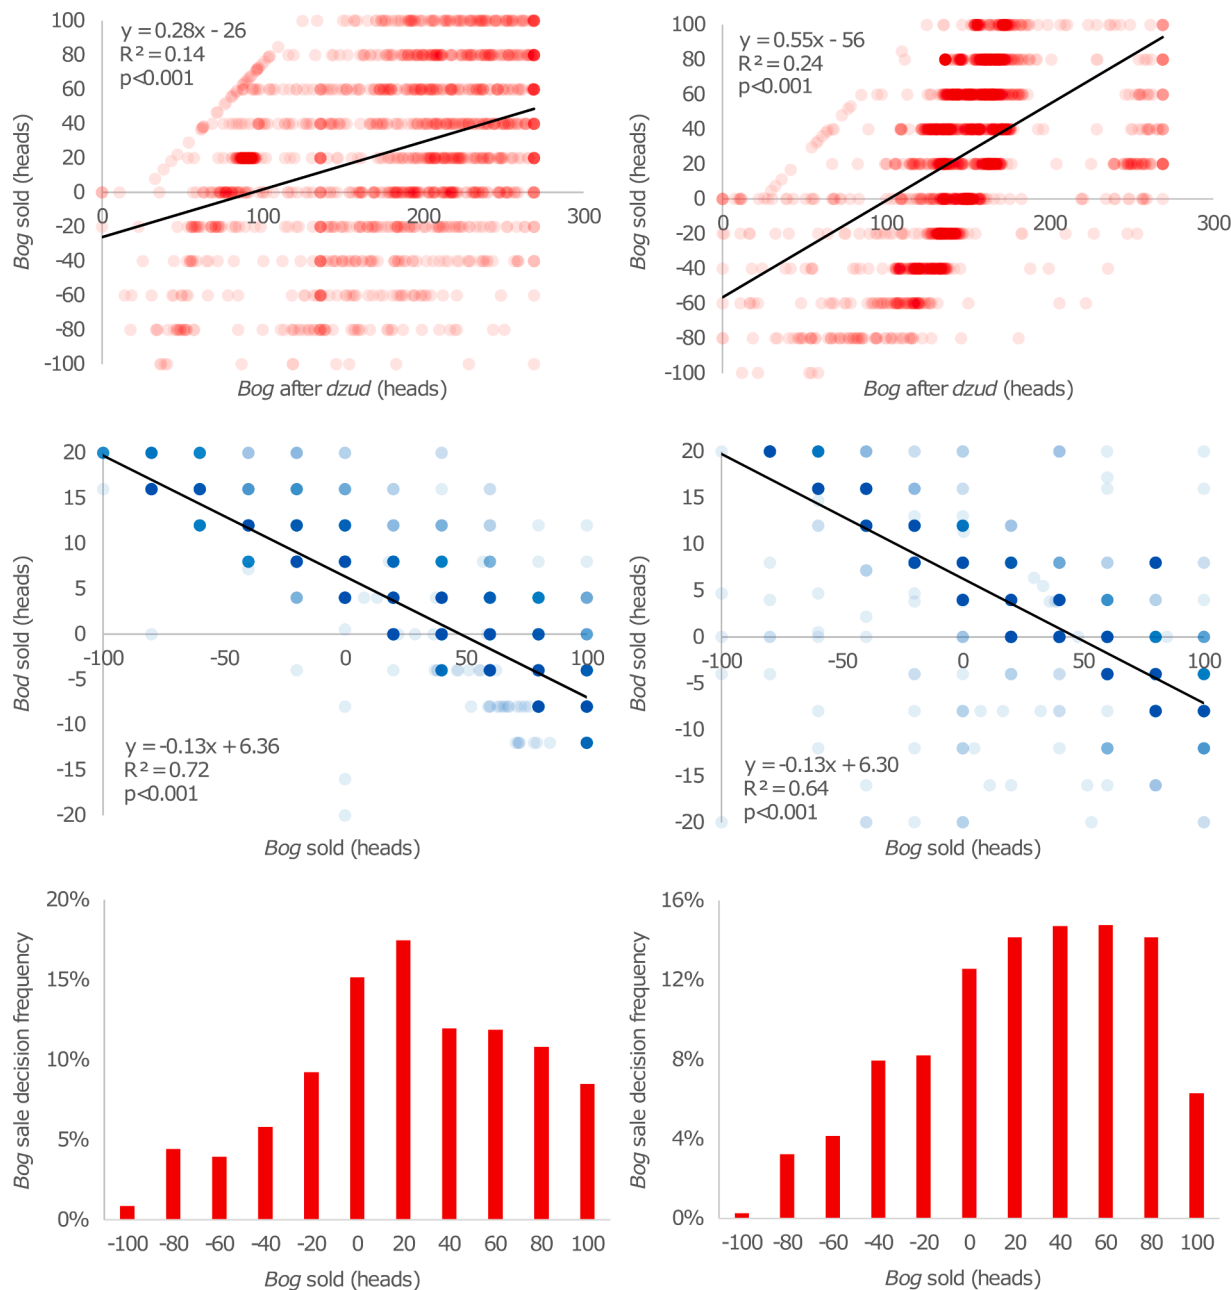 100
80
60
40
20
0
-20
-40
-60
-80
-100
Bog sold (heads)
y = 0.28x - 26
R² = 0.14
p<0.001
0 100 200 300
Bog after dzud (heads)
100
80
60
40
20
0
-20
-40
-60
-80
-100
Bog sold (heads)
y = 0.55x - 56
R² = 0.24
p<0.001
0 100 200 300
Bog after dzud (heads)
20
15
10
5
0
-5
-10
-15
-20
Bod sold (heads)
-100 -50 0 50 100
y = -0.13x + 6.36
R² = 0.72
p<0.001
Bog sold (heads)
20
15
10
5
0
-5
-10
-15
-20
Bod sold (heads)
-100 -50 0 50 100
y = -0.13x + 6.30
R² = 0.64
p<0.001
Bog sold (heads)
20%
15%
10%
5%
0%
Bog sale decision frequency
-100 -80 -60 -40 -20 0 20 40 60 80 100
Bog sold (heads)
16%
12%
8%
4%
0%
Bog sale decision frequency
-100 -80 -60 -40 -20 0 20 40 60 80 100
Bog sold (heads)